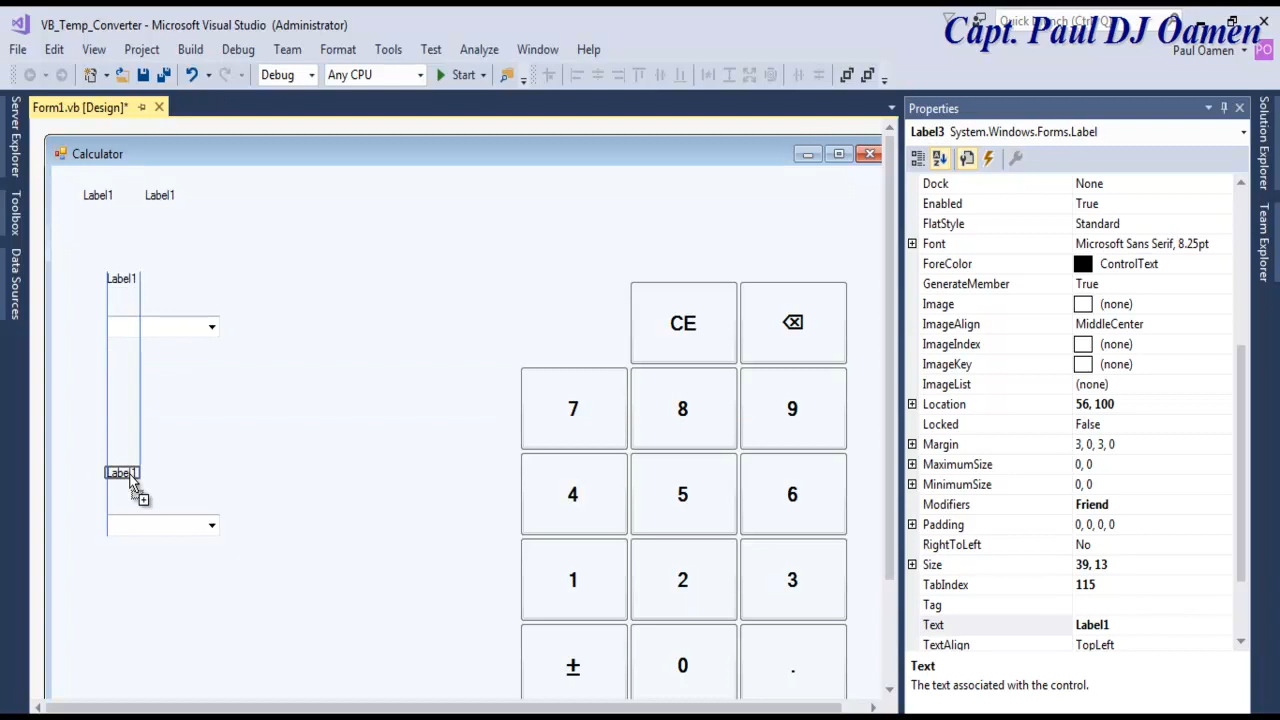 VB_Temp_Converter - Microsoft Visual Studio (Administrator)
Capt. Paul DJ Oamen
File Edit View Project Build Debug Team Format Tools Test Analyze Window Help
Paul Oamen PO
Debug Any CPU Start
Server Explorer
Toolbox
Data Sources
Form1.vb [Design]*
Calculator
Label1 Label1
Label1
Label1
CE ⌫
7 8 9
4 5 6
1 2 3
± 0 .
Properties
Label3 System.Windows.Forms.Label
Dock None
Enabled True
FlatStyle Standard
Font Microsoft Sans Serif, 8.25pt
ForeColor ControlText
GenerateMember True
Image (none)
ImageAlign MiddleCenter
ImageIndex (none)
ImageKey (none)
ImageList (none)
Location 56, 100
Locked False
Margin 3, 0, 3, 0
MaximumSize 0, 0
MinimumSize 0, 0
Modifiers Friend
Padding 0, 0, 0, 0
RightToLeft No
Size 39, 13
TabIndex 115
Tag
Text Label1
TextAlign TopLeft
Text
The text associated with the control.
Solution Explorer
Team Explorer